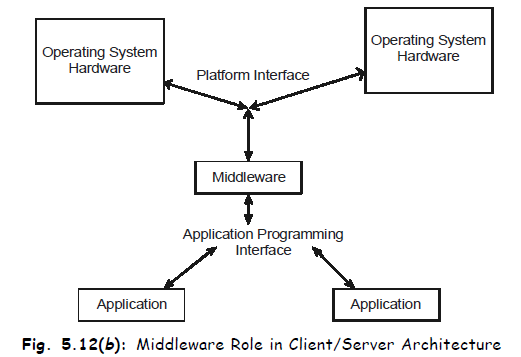 Operating System
Hardware
Operating System
Hardware
Platform Interface
Middleware
Application Programming
Interface
Application
Application
Fig. 5.12(b): Middleware Role in Client/Server Architecture